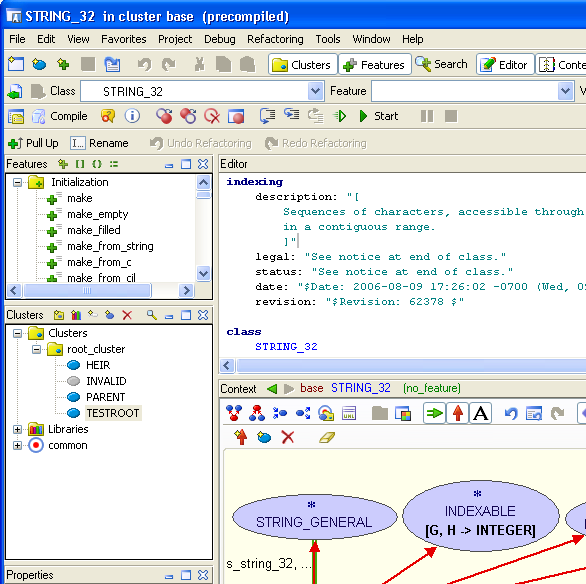 STRING_32 in cluster base (precompiled)
File Edit View Favorites Project Debug Refactoring Tools Window Help
Clusters Features Search Editor
Class STRING_32 Feature
Compile Start
Pull Up I... Rename Undo Refactoring Redo Refactoring
Features
Initialization
make
make_empty
make_filled
make_from_string
make_from_c
make_from_cil
Clusters
Clusters
root_cluster
HEIR
INVALID
PARENT
TESTROOT
Libraries
common
Properties
Editor
indexing
description: "[
Sequences of characters, accessible through
in a contiguous range.
]"
legal: "See notice at end of class."
status: "See notice at end of class."
date: "$Date: 2006-08-09 17:26:02 -0700 (Wed, 0
revision: "$Revision: 62378 $"
class
STRING_32
Context base STRING_32 (no_feature)
UML
A
*
STRING_GENERAL
*
INDEXABLE
[G, H -> INTEGER]
s_string_32, ...